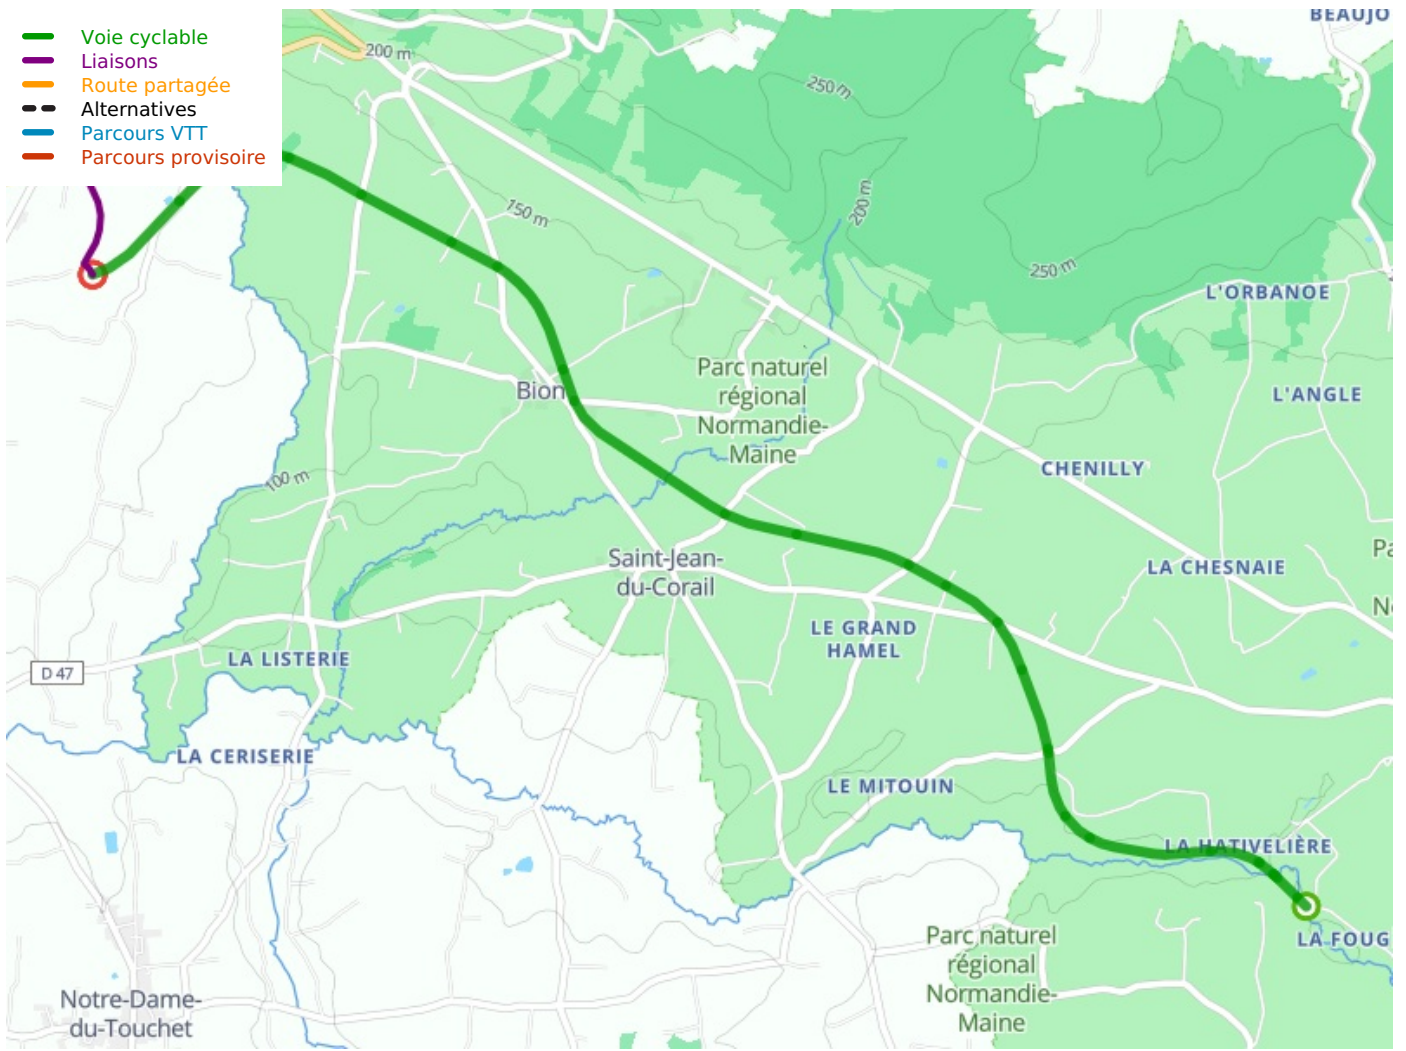 Voie cyclable
Liaisons
Route partagée
Alternatives
Parcours VTT
Parcours provisoire
BEAUJO
200 m
250 m
200 m
150 m
250 m
L'ORBANOE
Parc naturel
régional
Normandie-
Maine
Bion
L'ANGLE
CHENILLY
100 m
Pa
Saint-Jean-
du-Corail
LA CHESNAIE
No
LE GRAND
HAMEL
LA LISTERIE
D 47
LA CERISERIE
LE MITOUIN
LA HATIVELIÈRE
Parc naturel
régional
Normandie-
Maine
LA FOUG
Notre-Dame-
du-Touchet